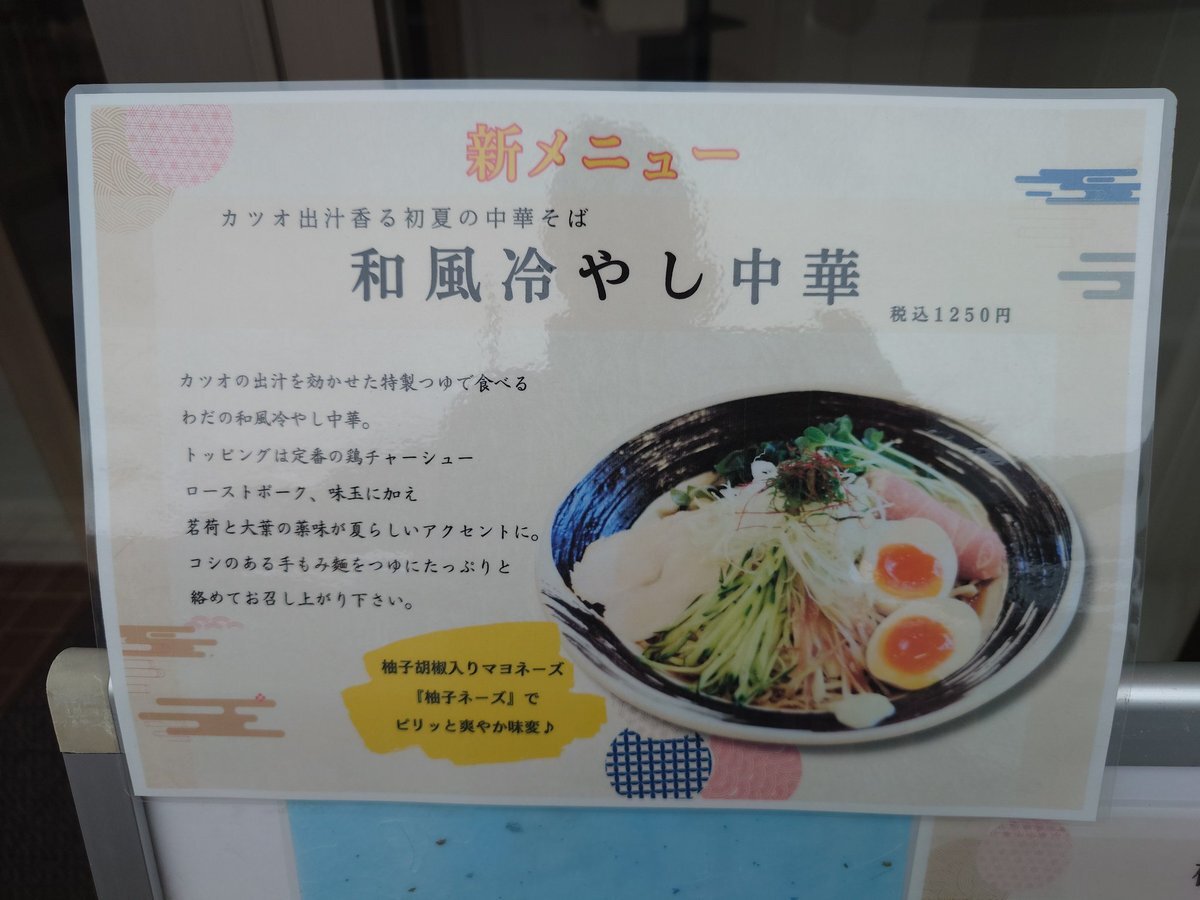 新メニュー
カツオ出汁香る初夏の中華そば
和風冷やし中華
税込1250円
カツオの出汁を効かせた特製つゆで食べる
わだの和風冷やし中華。
トッピングは定番の鶏チャーシュー
ローストポーク、味玉に加え
茗荷と大葉の薬味が夏らしいアクセントに。
コシのある手もみ麺をつゆにたっぷりと
絡めてお召し上がり下さい。
柚子胡椒入りマヨネーズ
『柚子ネーズ』で
ピリッと爽やか味変♪